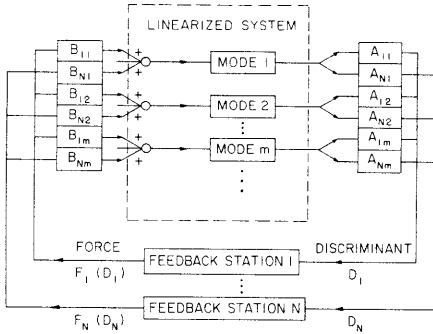 LINEARIZED SYSTEM
B11 + MODE 1 A11
BN1 + AN1
B12 + MODE 2 A12
BN2 + AN2
B1m + MODE m A1m
BNm + ANm
FORCE FEEDBACK STATION 1 DISCRIMINANT
F1 (D1) D1
FEEDBACK STATION N
FN (DN) DN